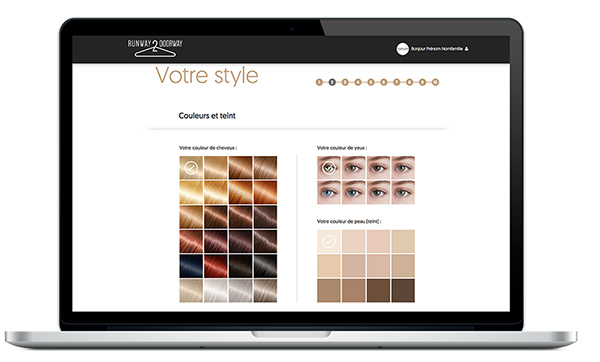 RUNWAY 2 DOORWAY
Bonjour Prénom Nomfamille
Votre style
1 2 3 4 5 6 7 8 9 10
Couleurs et teint
Votre couleur de cheveux :
Votre couleur de yeux :
Votre couleur de peau (teint) :